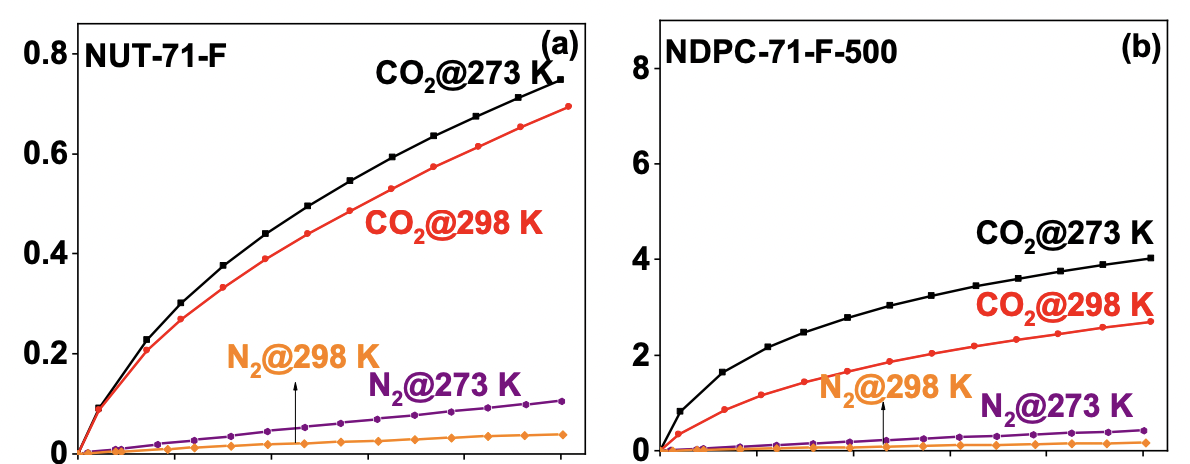 NUT-71-F
(a)
0.8
CO₂@273 K
0.6
CO₂@298 K
0.4
N₂@298 K
0.2
N₂@273 K
0
NDPC-71-F-500
(b)
8
6
CO₂@273 K
4
CO₂@298 K
2
N₂@298 K
N₂@273 K
0